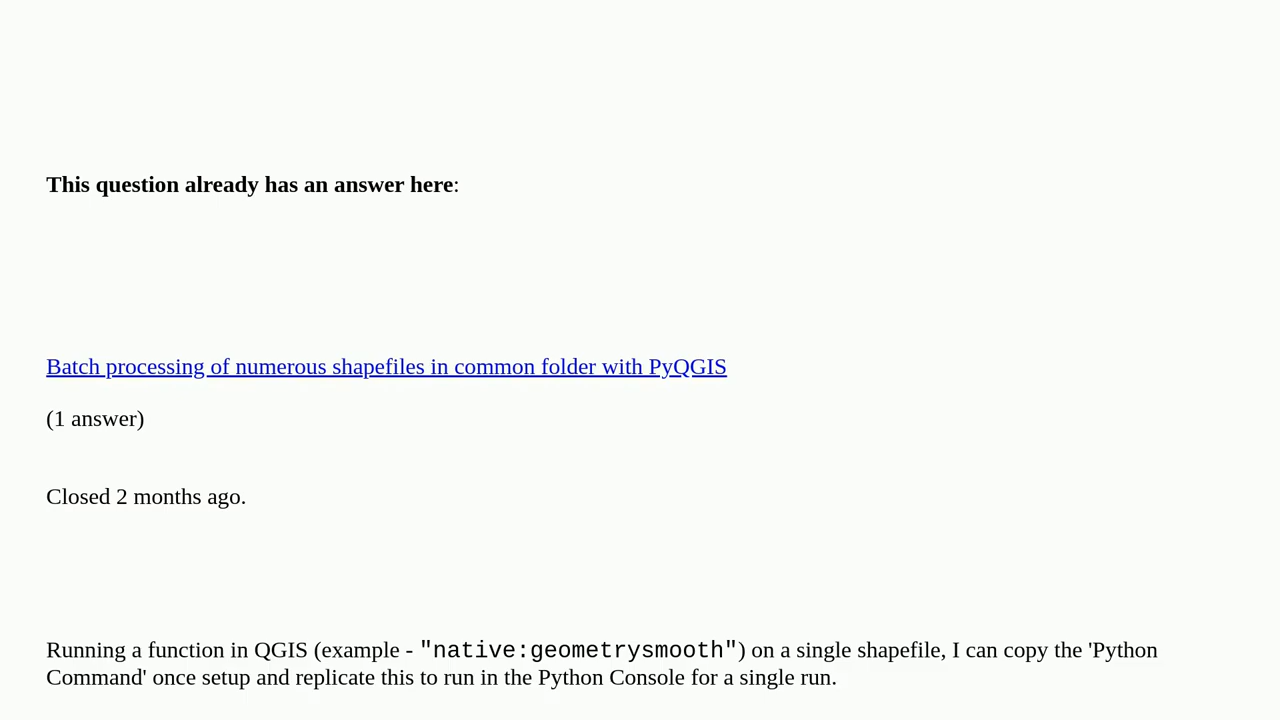 This question already has an answer here:
Batch processing of numerous shapefiles in common folder with PyQGIS
(1 answer)
Closed 2 months ago.
Running a function in QGIS (example - "native:geometrysmooth") on a single shapefile, I can copy the 'Python
Command' once setup and replicate this to run in the Python Console for a single run.